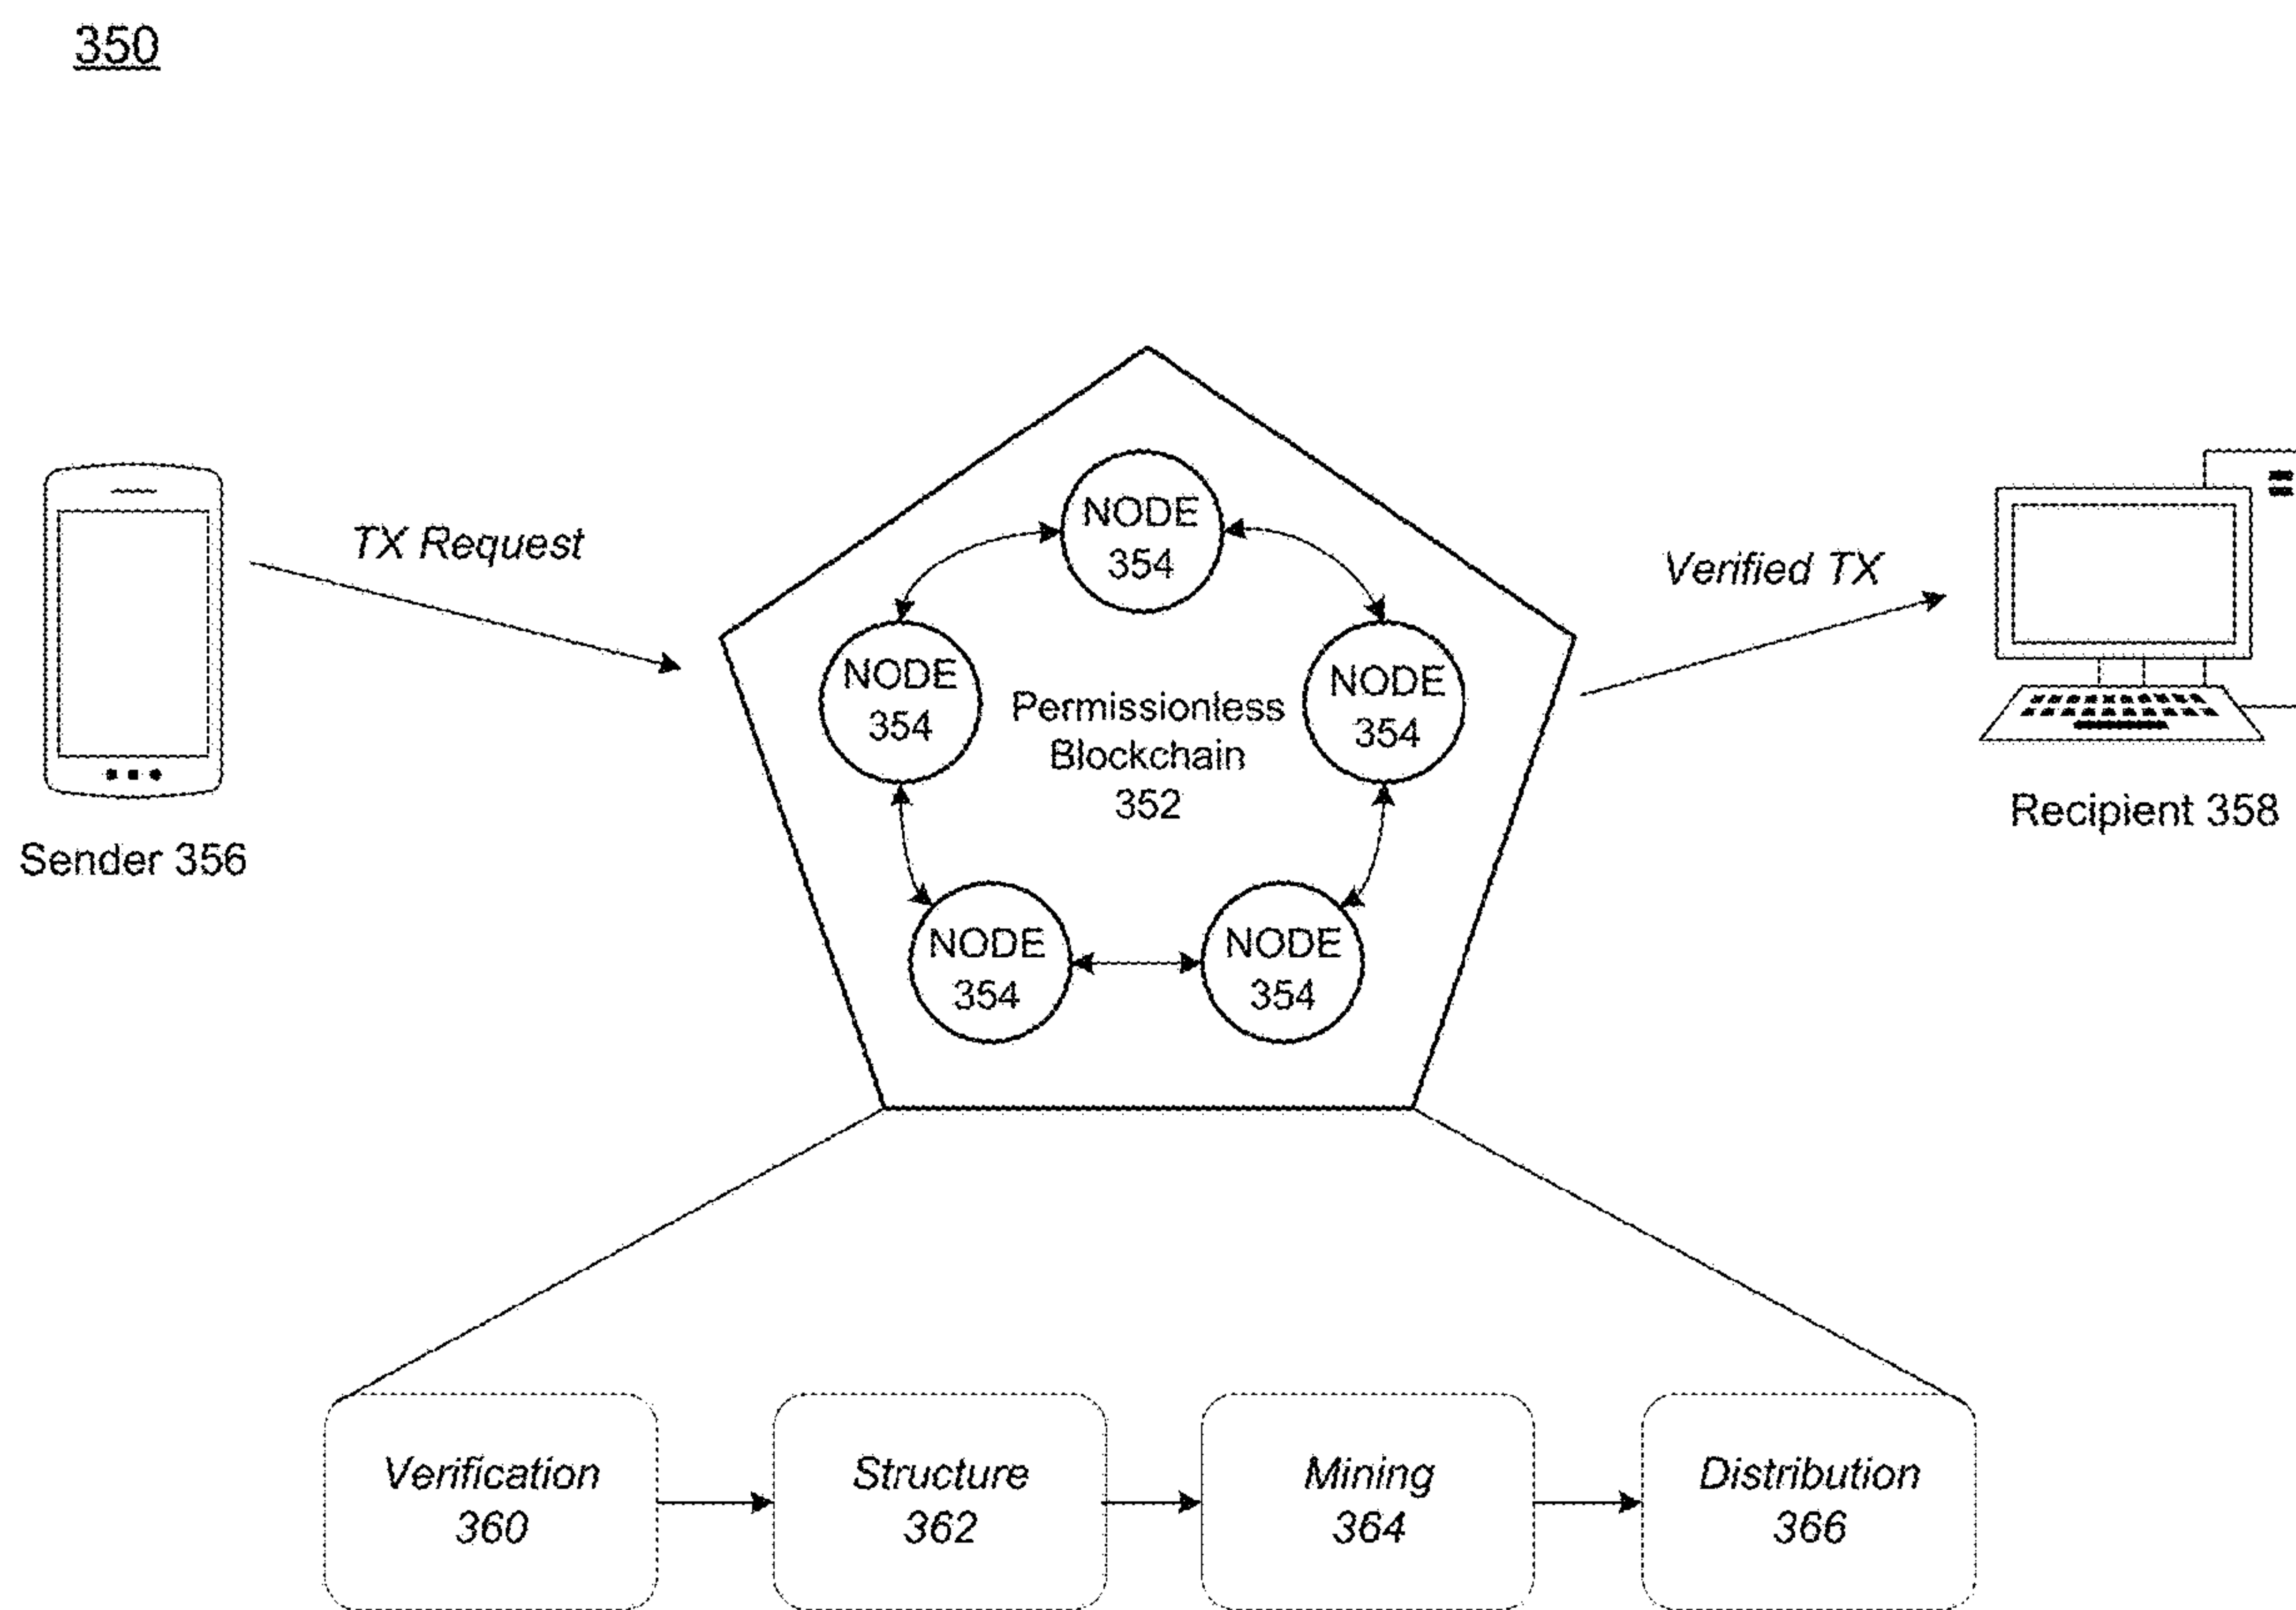 350
TX Request
NODE
354
Verified TX
NODE
354
Permissionless
Blockchain
352
NODE
354
Sender 356
Recipient 358
NODE
354
NODE
354
Verification
360
Structure
362
Mining
364
Distribution
366